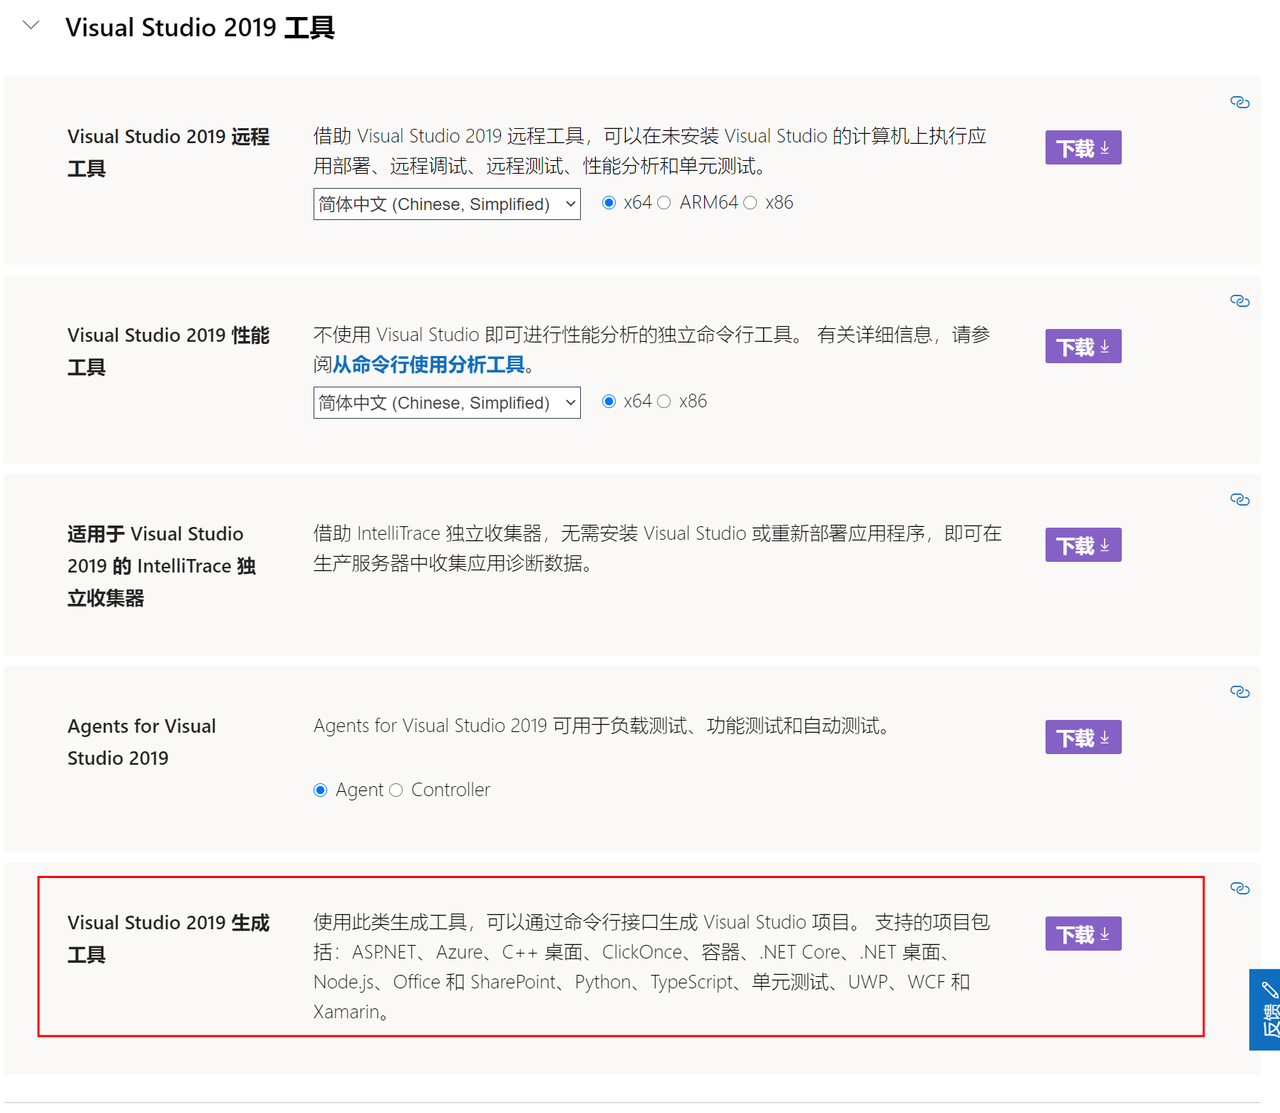 Visual Studio 2019 工具
Visual Studio 2019 远程
工具
借助 Visual Studio 2019 远程工具，可以在未安装 Visual Studio 的计算机上执行应
用部署、远程调试、远程测试、性能分析和单元测试。
简体中文 (Chinese, Simplified)
x64 ARM64 x86
下载
Visual Studio 2019 性能
工具
不使用 Visual Studio 即可进行性能分析的独立命令行工具。 有关详细信息，请参
阅从命令行使用分析工具。
简体中文 (Chinese, Simplified)
x64 x86
下载
适用于 Visual Studio
2019 的 IntelliTrace 独
立收集器
借助 IntelliTrace 独立收集器，无需安装 Visual Studio 或重新部署应用程序，即可在
生产服务器中收集应用诊断数据。
下载
Agents for Visual
Studio 2019
Agents for Visual Studio 2019 可用于负载测试、功能测试和自动测试。
Agent Controller
下载
Visual Studio 2019 生成
工具
使用此类生成工具，可以通过命令行接口生成 Visual Studio 项目。 支持的项目包
括：ASP.NET、Azure、C++ 桌面、ClickOnce、容器、.NET Core、.NET 桌面、
Node.js、Office 和 SharePoint、Python、TypeScript、单元测试、UWP、WCF 和
Xamarin。
下载
反馈